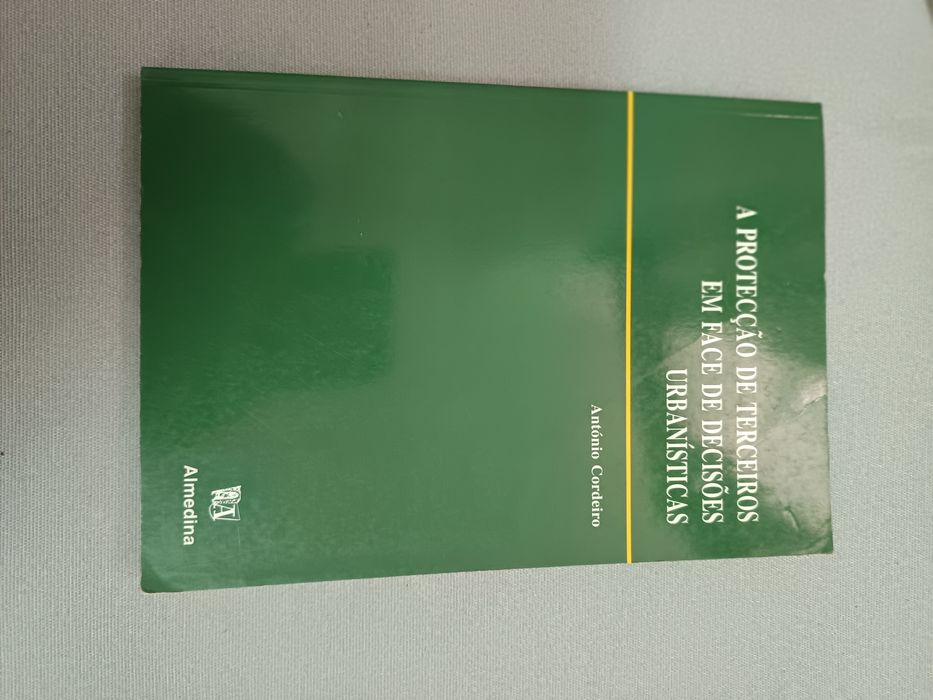 A PROTECÇÃO DE TERCEIROS
EM FACE DE DECISÕES
URBANÍSTICAS
António Cordeiro
A
Almedina